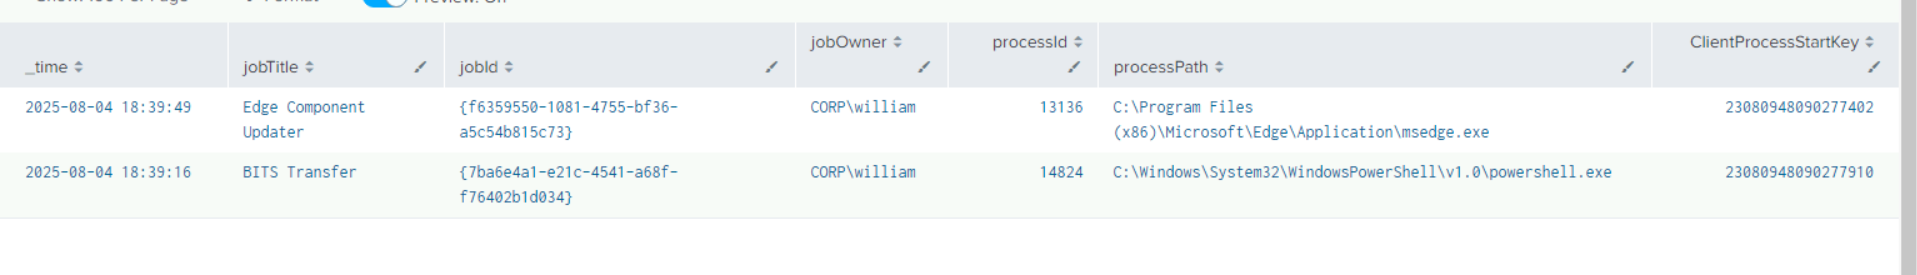 Preview: Off
jobOwner processId ClientProcessStartKey
_time jobTitle jobId processPath
2025-08-04 18:39:49 Edge Component {f6359550-1081-4755-bf36- CORP\william 13136 C:\Program Files 23080948090277402
Updater a5c54b815c73} (x86)\Microsoft\Edge\Application\msedge.exe
2025-08-04 18:39:16 BITS Transfer {7ba6e4a1-e21c-4541-a68f- CORP\william 14824 C:\Windows\System32\WindowsPowerShell\v1.0\powershell.exe 23080948090277910
f76402b1d034}